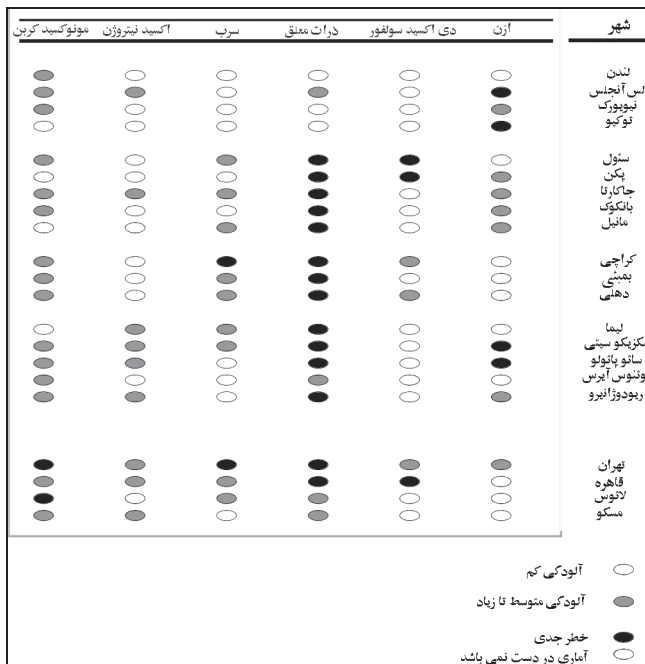 شهر ازن دی اکسید سولفور ذرات معلق سرب اکسید نیتروژن مونوکسید کربن
لندن
لس آنجلس
نیویورک
توکیو
سئول
پکن
جاکارتا
بانکوک
مانیل
کراچی
بمبئی
دهلی
لیما
مکزیکو سیتی
سائو پائولو
وئنوس آیرس
ریودوژانیرو
تهران
قاهره
لائوس
مسکو
آلودگی کم
آلودگی متوسط تا زیاد
خطر جدی
آماری در دست نمی باشد